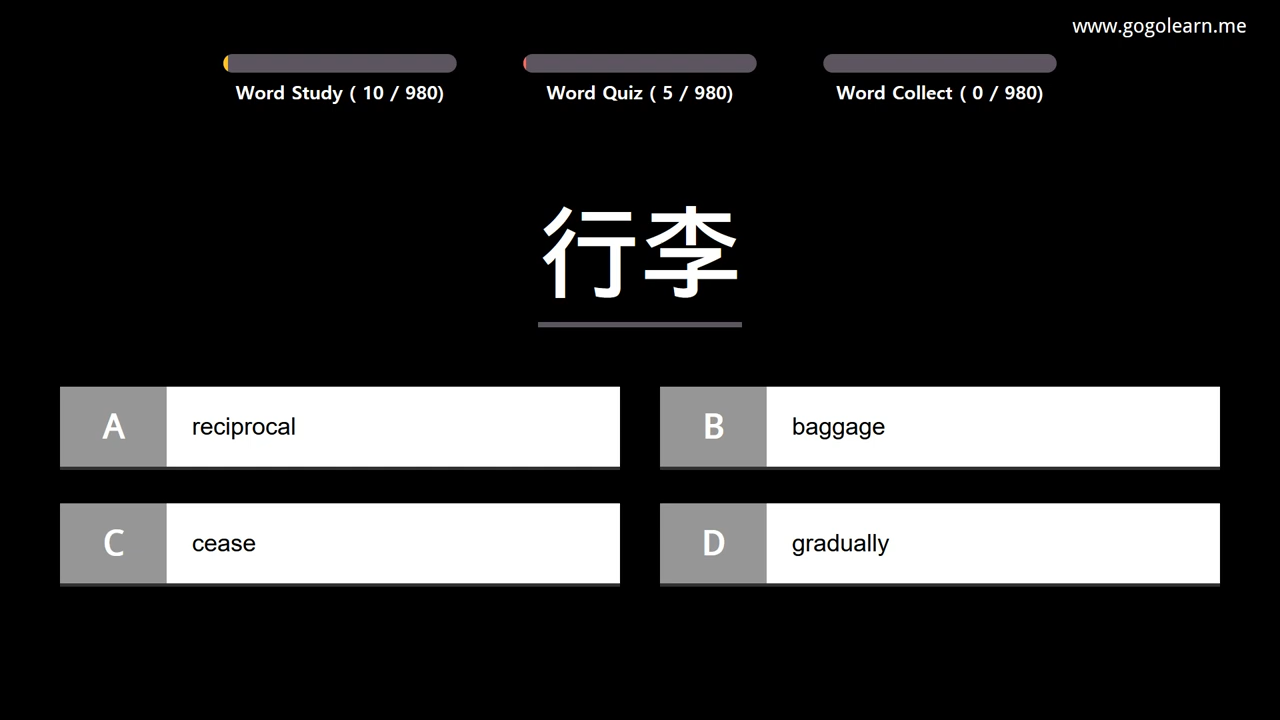 www.gogolearn.me
Word Study ( 10 / 980)
Word Quiz ( 5 / 980)
Word Collect ( 0 / 980)
行李
A reciprocal
B baggage
C cease
D gradually